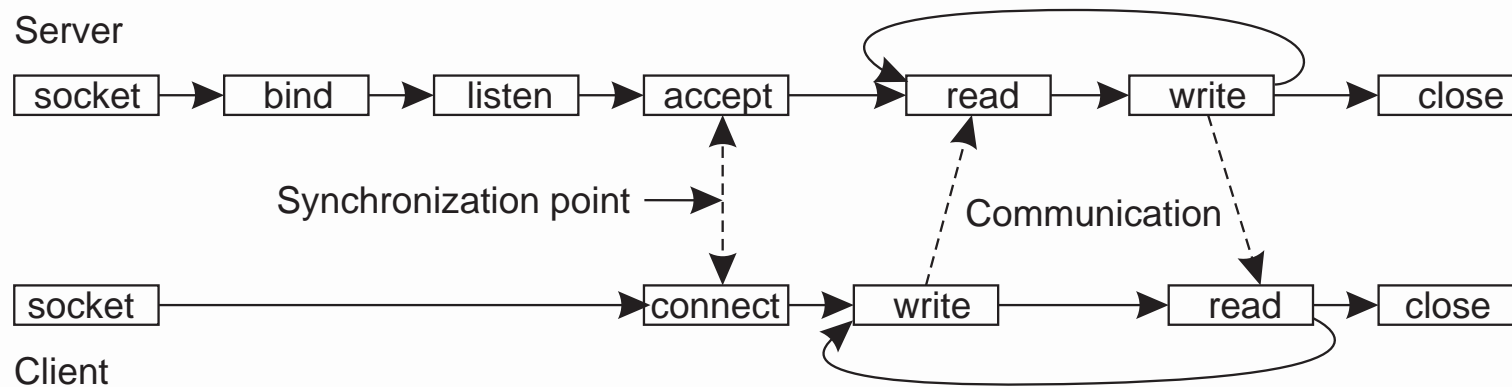 Server
socket bind listen accept read write close
Synchronization point
Communication
socket connect write read close
Client